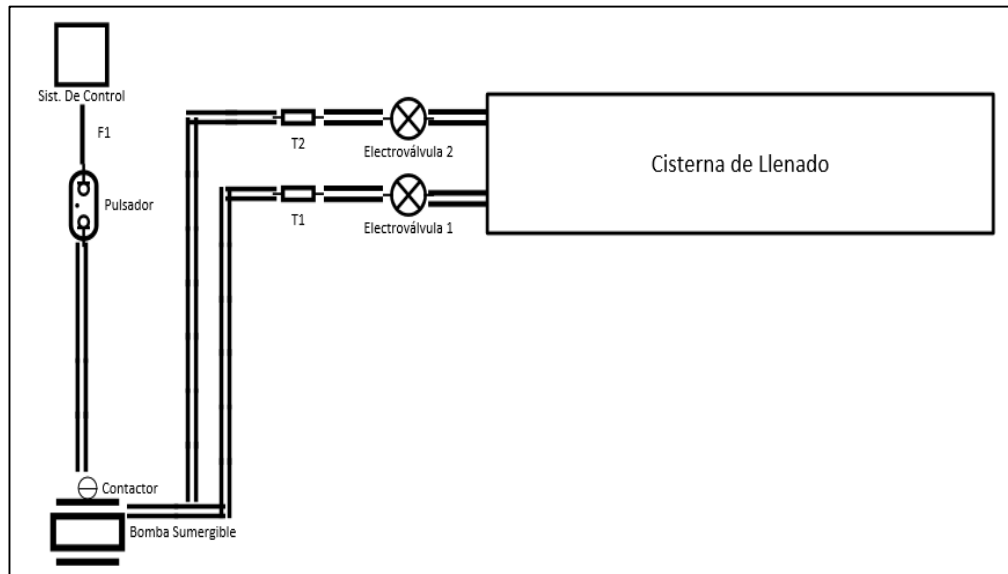 Sist. De Control
F1
Pulsador
T2
Electroválvula 2
Cisterna de Llenado
T1
Electroválvula 1
Contactor
Bomba Sumergible